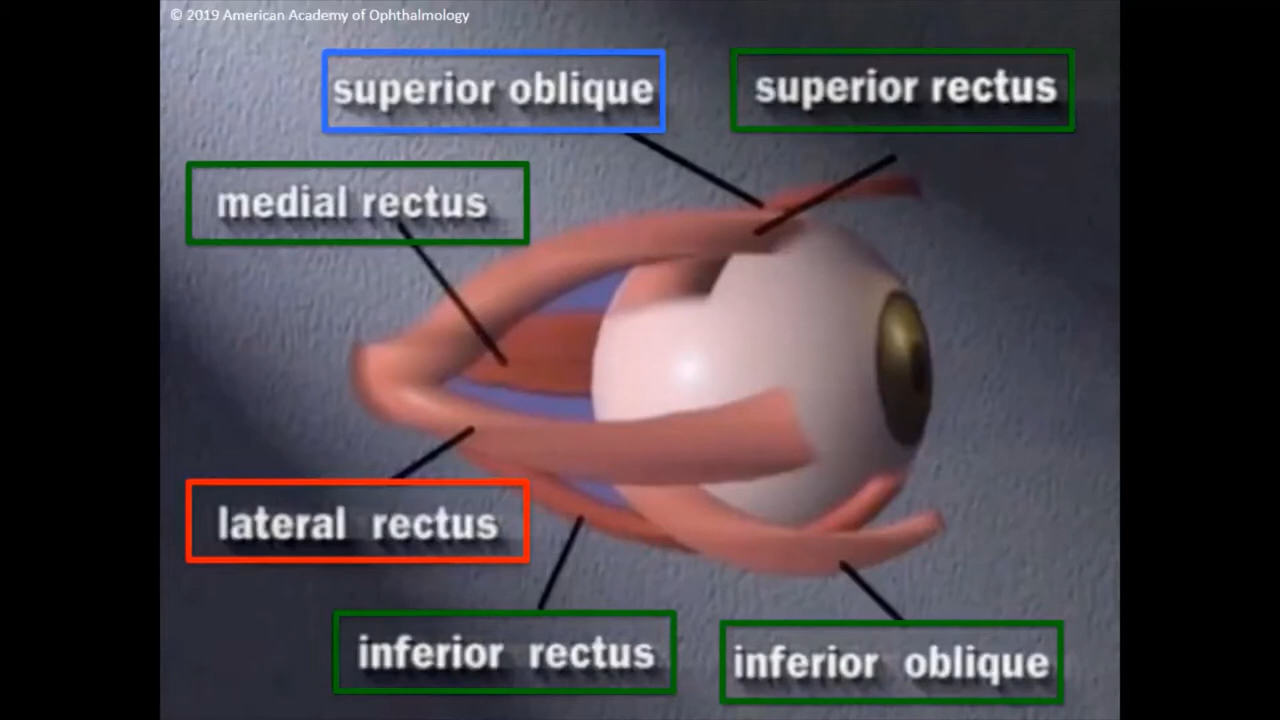 © 2019 American Academy of Ophthalmology
superior oblique
superior rectus
medial rectus
lateral rectus
inferior rectus
inferior oblique